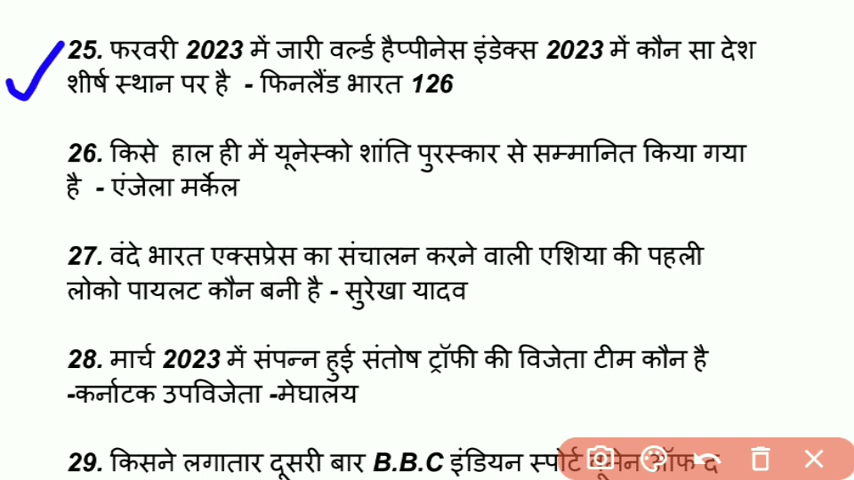 25. फरवरी 2023 में जारी वर्ल्ड हैप्पीनेस इंडेक्स 2023 में कौन सा देश
शीर्ष स्थान पर है - फिनलैंड भारत 126
26. किसे हाल ही में यूनेस्को शांति पुरस्कार से सम्मानित किया गया
है - एंजेला मर्केल
27. वंदे भारत एक्सप्रेस का संचालन करने वाली एशिया की पहली
लोको पायलट कौन बनी है - सुरेखा यादव
28. मार्च 2023 में संपन्न हुई संतोष ट्रॉफी की विजेता टीम कौन है
-कर्नाटक उपविजेता -मेघालय
29. किसने लगातार दूसरी बार B.B.C इंडियन स्पोर्ट वूमेन ऑफ द